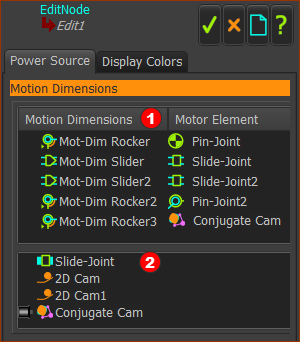 EditNode
Edit1
Power Source Display Colors
Motion Dimensions
Motion Dimensions 1 Motor Element
Mot-Dim Rocker Pin-Joint
Mot-Dim Slider Slide-Joint
Mot-Dim Slider2 Slide-Joint2
Mot-Dim Rocker2 Pin-Joint2
Mot-Dim Rocker3 Conjugate Cam
Slide-Joint 2
2D Cam
2D Cam1
Conjugate Cam